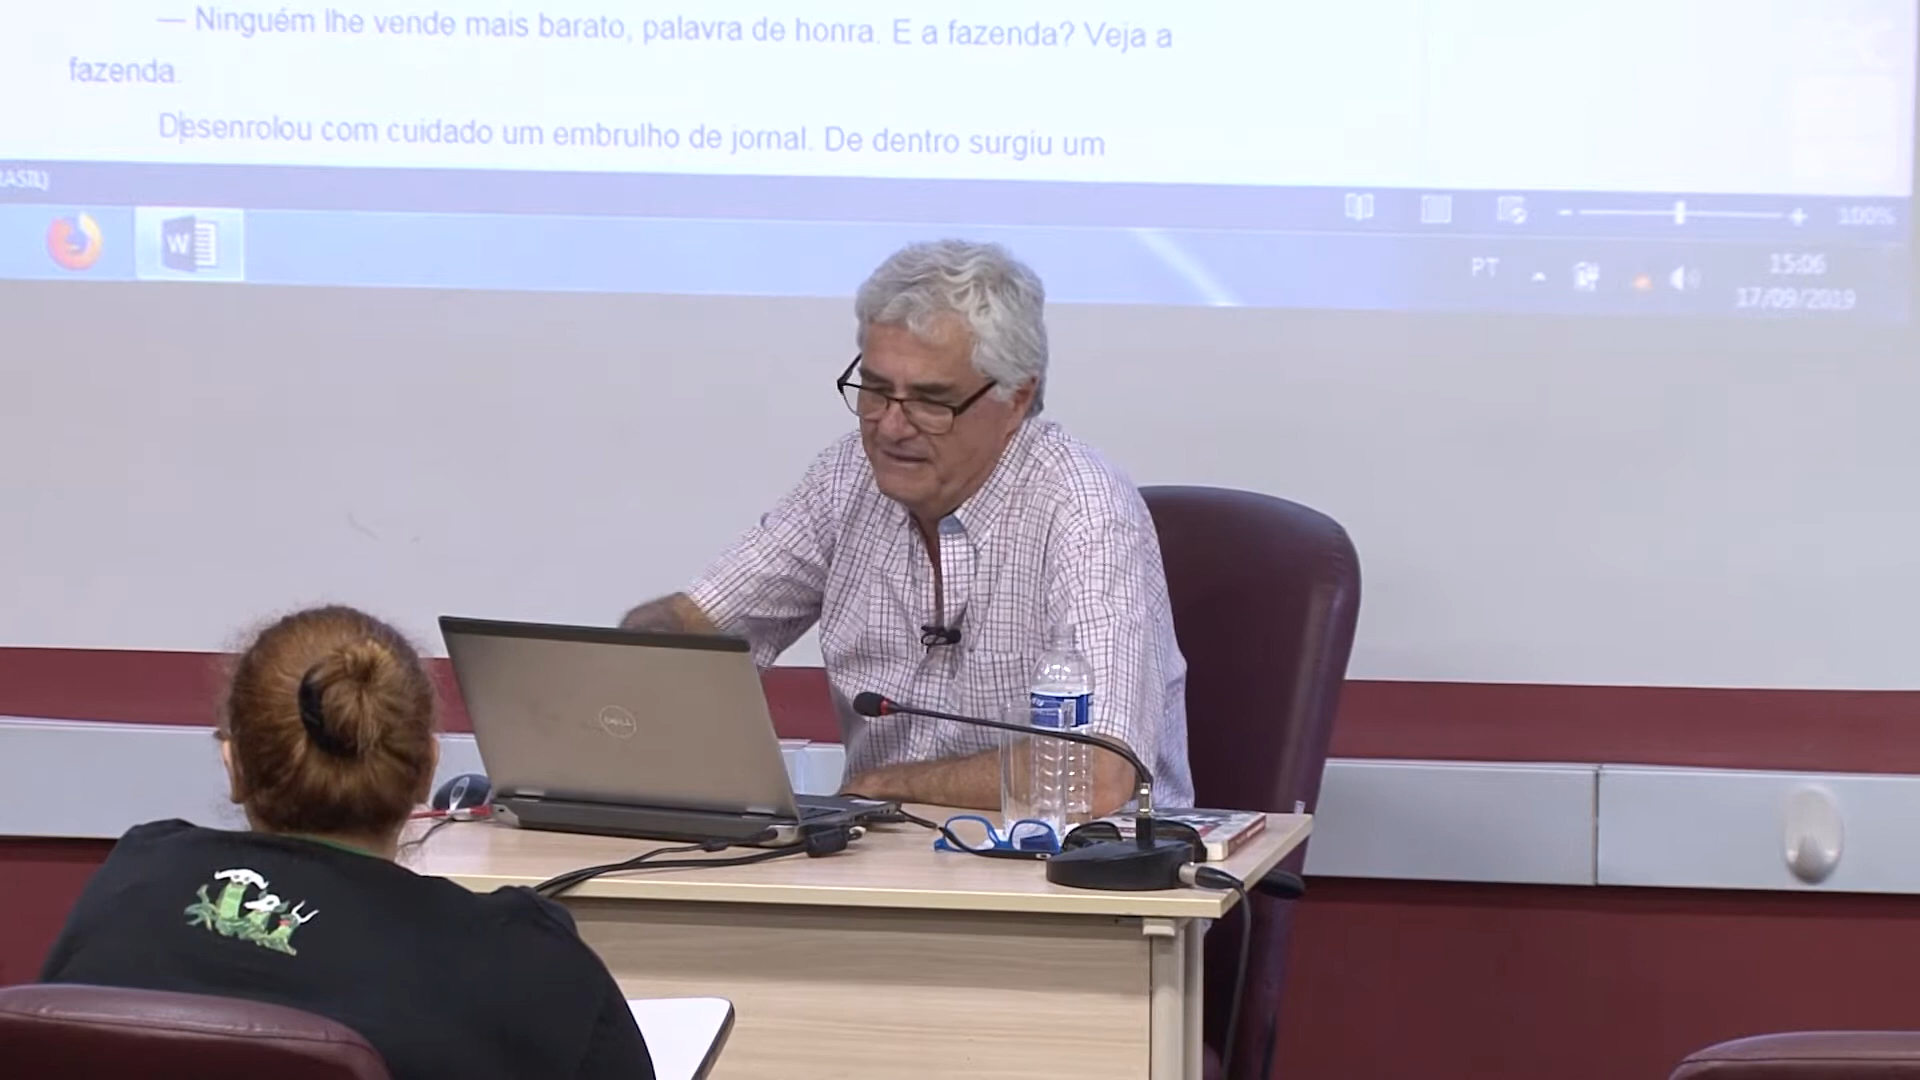 — Ninguém lhe vende mais barato, palavra de honra. E a fazenda? Veja a
fazenda.
Desenrolou com cuidado um embrulho de jornal. De dentro surgiu um
W
100%
PT
15:06
17/09/2019
DELL